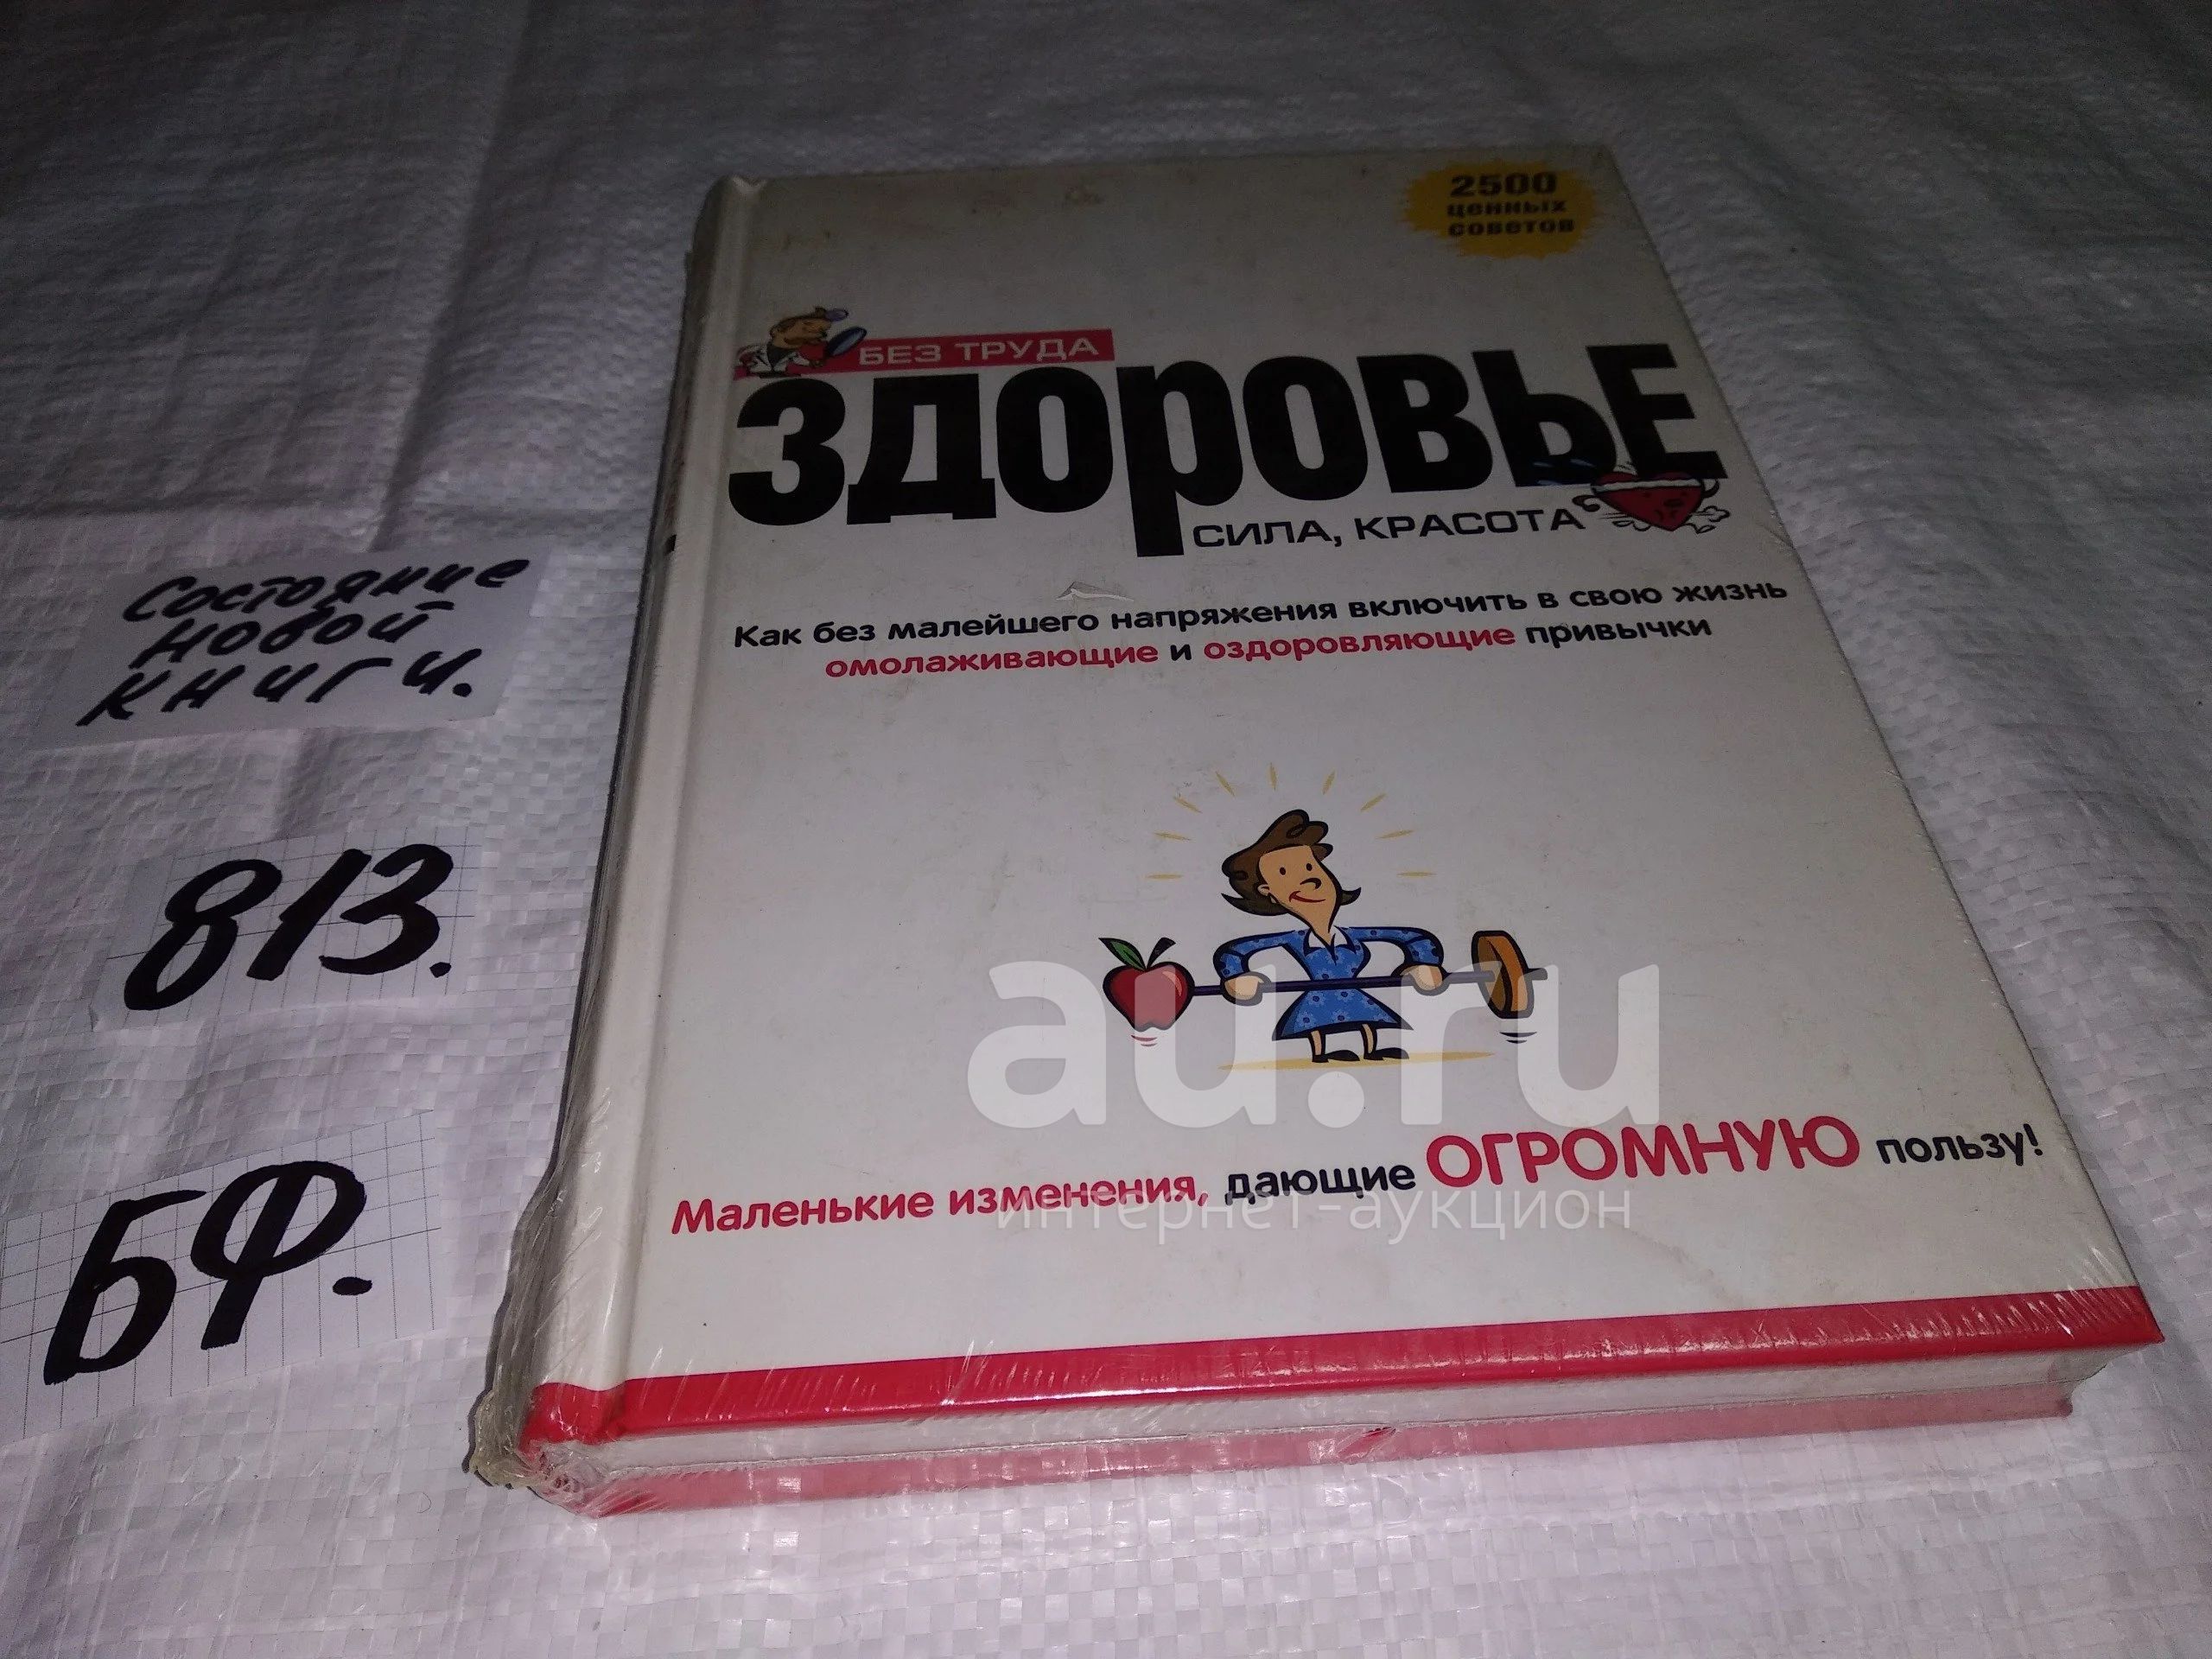 2500
ценных
советов
БЕЗ ТРУДА
ЗДОРОВЬЕ
СИЛА, КРАСОТА
Как без малейшего напряжения включить в свою жизнь
омолаживающие и оздоровляющие привычки
Маленькие изменения, дающие ОГРОМНУЮ пользу!
Состояние
новой
книги.
813.
БФ.
au.ru
интернет-аукцион